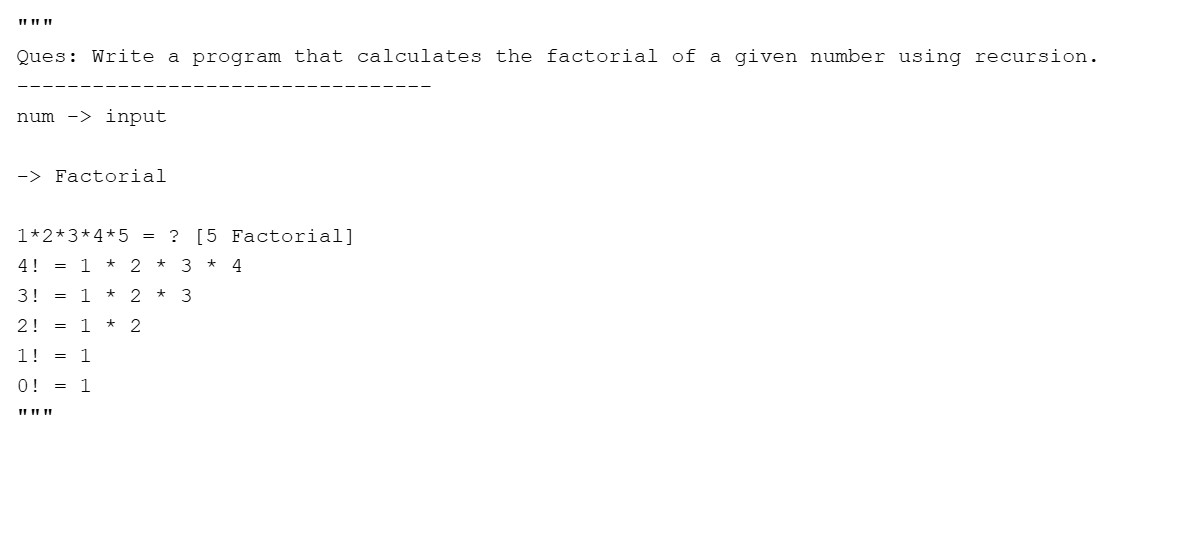 """
Ques: Write a program that calculates the factorial of a given number using recursion.
---------------------------------
num -> input
-> Factorial
1*2*3*4*5 = ? [5 Factorial]
4! = 1 * 2 * 3 * 4
3! = 1 * 2 * 3
2! = 1 * 2
1! = 1
0! = 1
"""